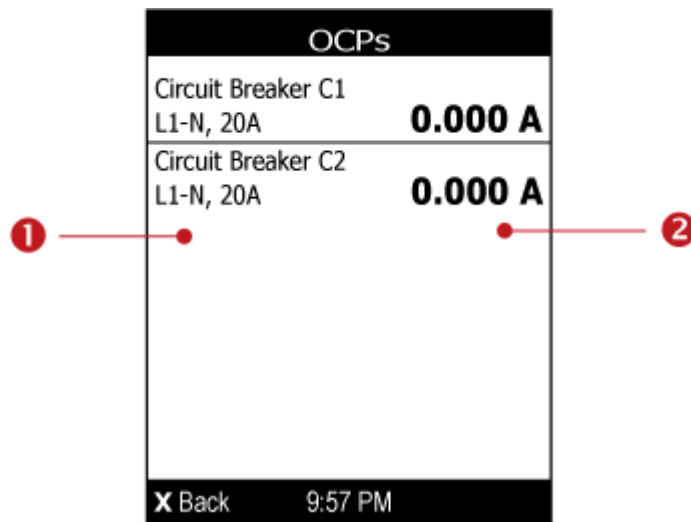 OCPs
Circuit Breaker C1
L1-N, 20A 0.000 A
Circuit Breaker C2
L1-N, 20A 0.000 A
1 2
X Back 9:57 PM